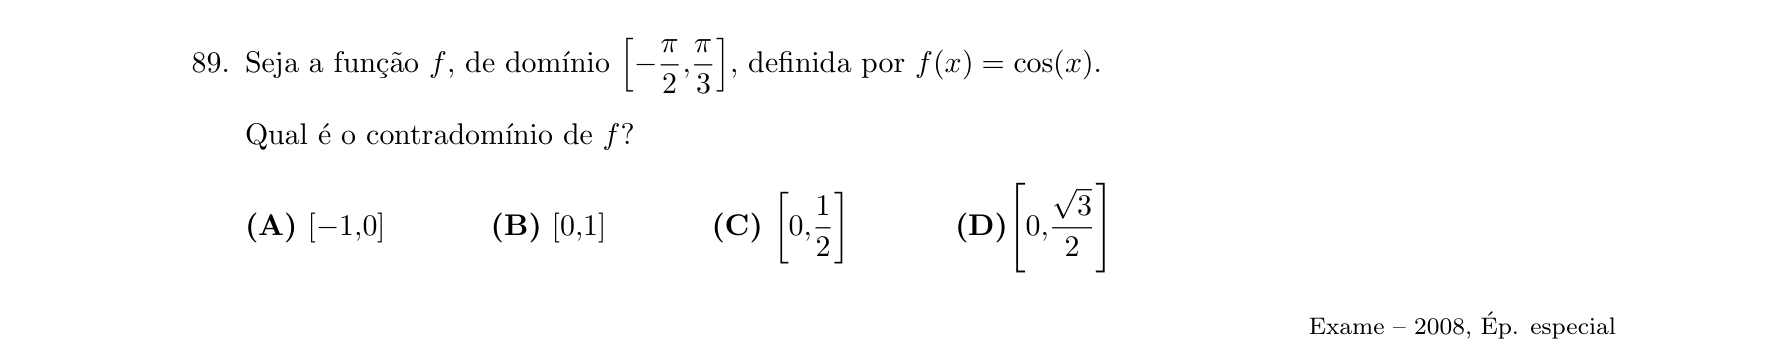 89. Seja a função f, de domínio [−π/2,π/3], definida por f(x) = cos(x).
Qual é o contradomínio de f?
(A) [−1,0] (B) [0,1] (C) [0,1/2] (D) [0,√3/2]
Exame – 2008, Ép. especial